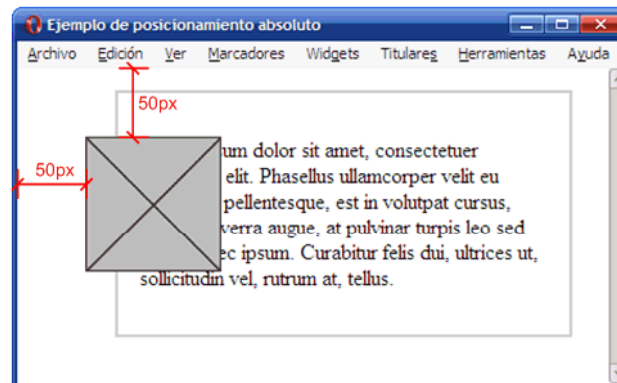 Ejemplo de posicionamiento absoluto
Archivo Edición Ver Marcadores Widgets Titulares Herramientas Ayuda
50px
50px
sum dolor sit amet, consectetuer
elit. Phasellus ullamcorper velit eu
pellentesque, est in volutpat cursus,
verra augue, at pulvinar turpis leo sed
ec ipsum. Curabitur felis dui, ultrices ut,
sollicitudin vel, rutrum at, tellus.